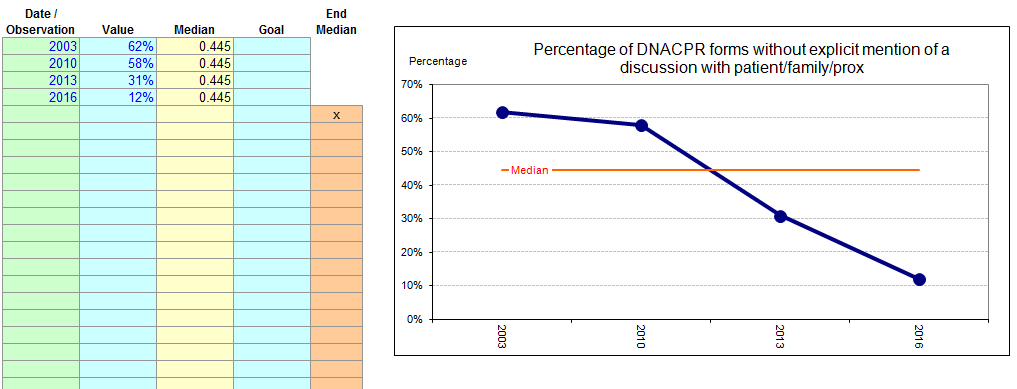 Date / Observation Value Median Goal End Median
2003 62% 0.445
2010 58% 0.445
2013 31% 0.445
2016 12% 0.445
x
Percentage of DNACPR forms without explicit mention of a
discussion with patient/family/prox
Percentage
70%
60%
50%
Median
40%
30%
20%
10%
0%
2003 2010 2013 2016